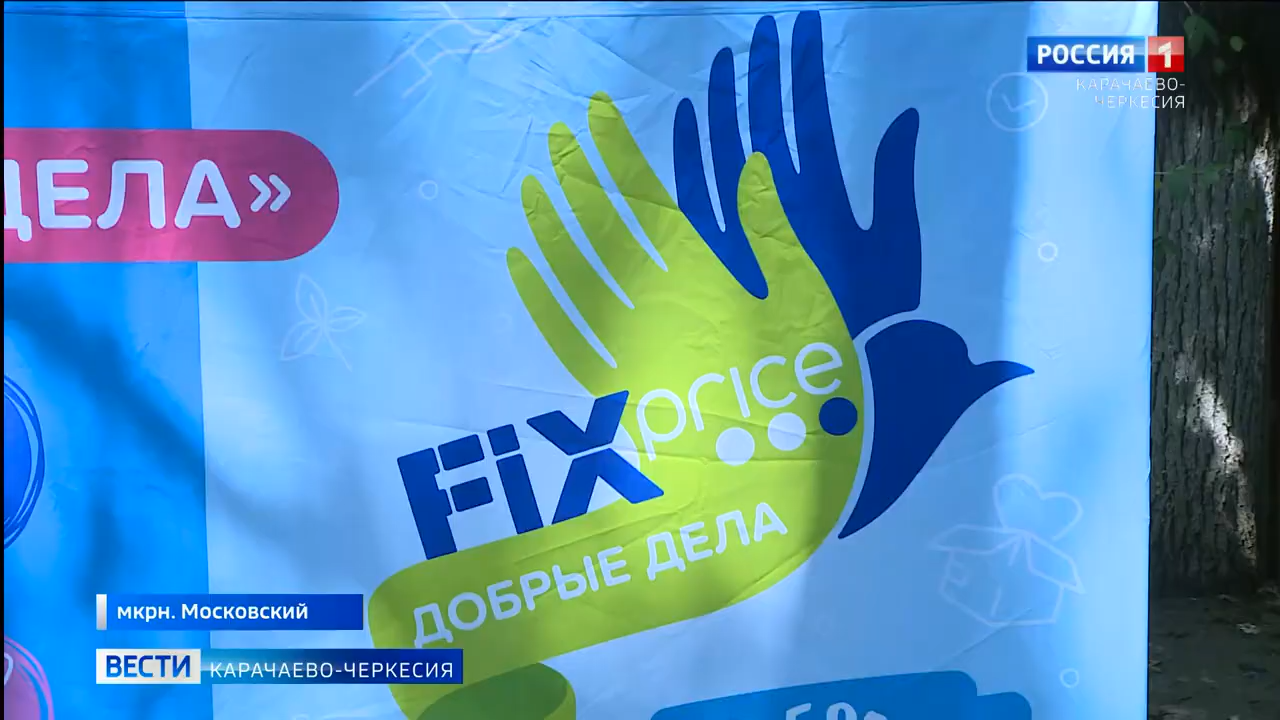 РОССИЯ 1
КАРАЧАЕВО-
ЧЕРКЕСИЯ
ДЕЛА»
FIX price
ДОБРЫЕ ДЕЛА
мкрн. Московский
ВЕСТИ КАРАЧАЕВО-ЧЕРКЕСИЯ